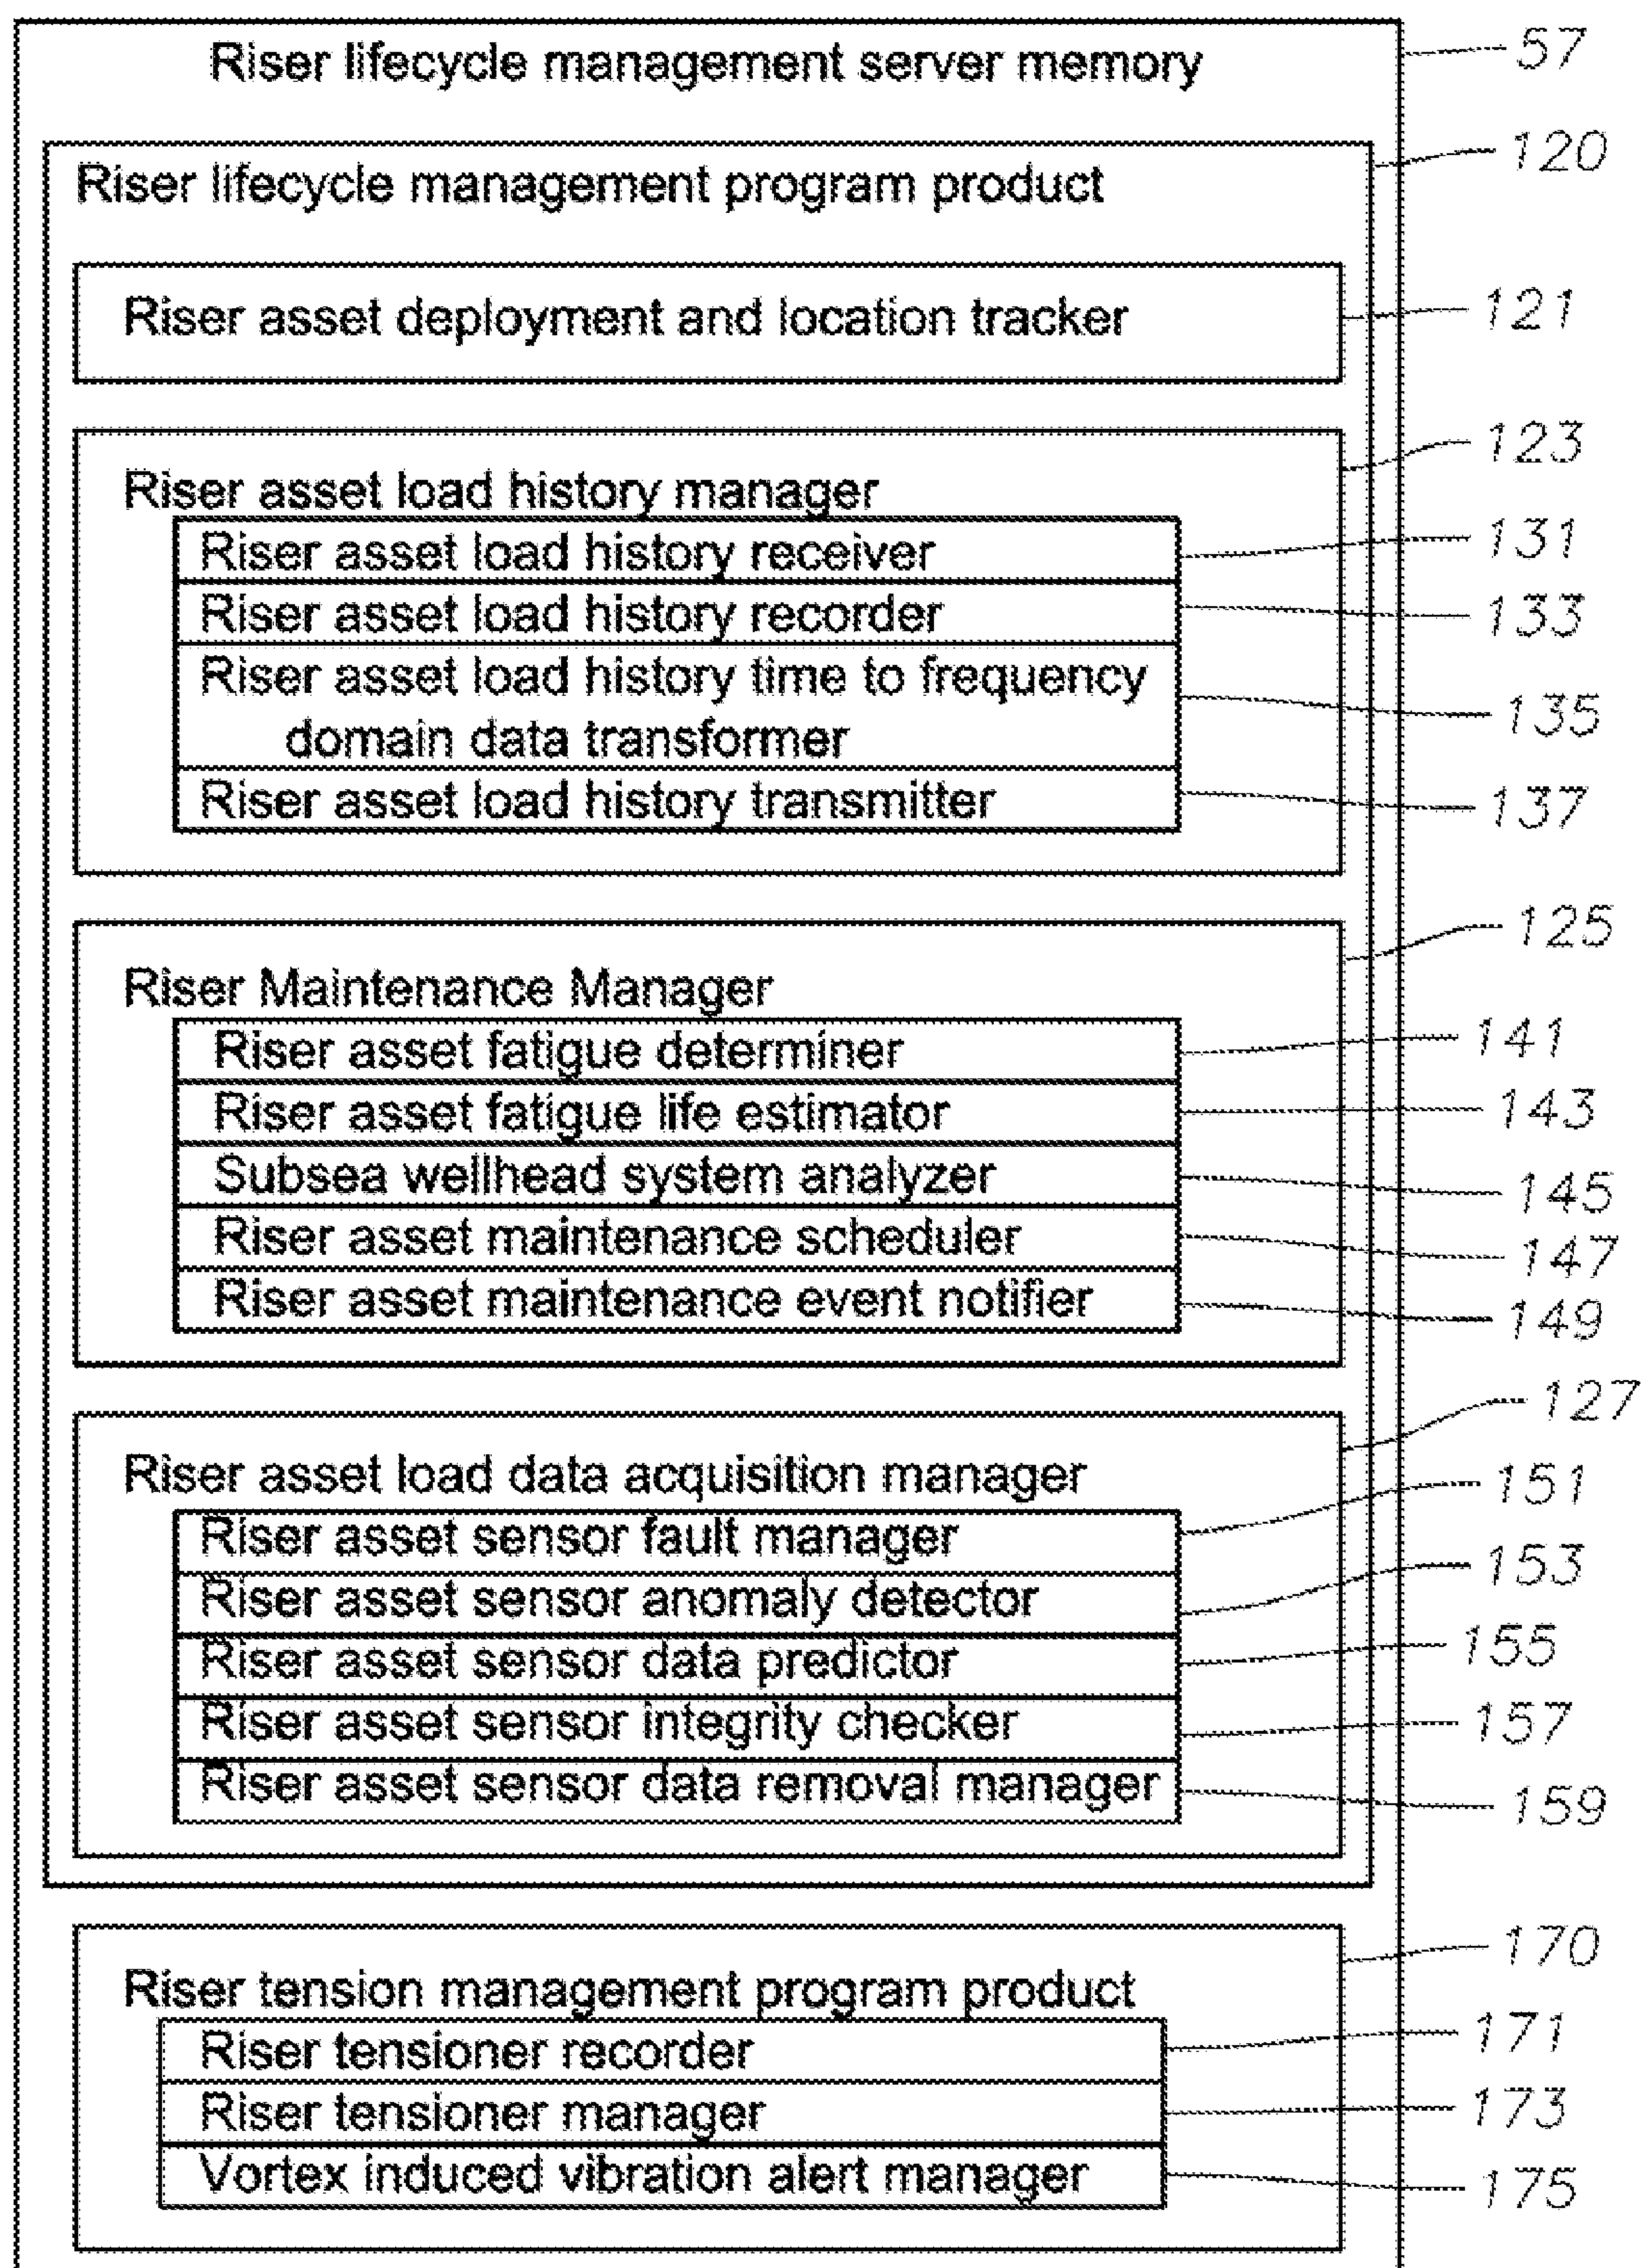 Riser lifecycle management server memory 57
Riser lifecycle management program product 120
Riser asset deployment and location tracker 121
Riser asset load history manager 123
Riser asset load history receiver 131
Riser asset load history recorder 133
Riser asset load history time to frequency
domain data transformer 135
Riser asset load history transmitter 137
Riser Maintenance Manager 125
Riser asset fatigue determiner 141
Riser asset fatigue life estimator 143
Subsea wellhead system analyzer 145
Riser asset maintenance scheduler 147
Riser asset maintenance event notifier 149
Riser asset load data acquisition manager 127
Riser asset sensor fault manager 151
Riser asset sensor anomaly detector 153
Riser asset sensor data predictor 155
Riser asset sensor integrity checker 157
Riser asset sensor data removal manager 159
Riser tension management program product 170
Riser tensioner recorder 171
Riser tensioner manager 173
Vortex induced vibration alert manager 175